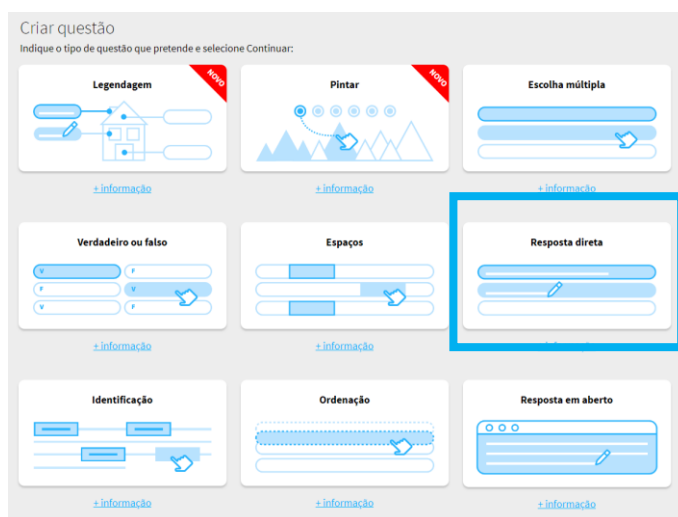 Criar questão
Indique o tipo de questão que pretende e selecione Continuar:
Legendagem
NOVO
Pintar
NOVO
Escolha múltipla
+ informação
+ informação
+ informação
Verdadeiro ou falso
V F
F V
V F
Espaços
Resposta direta
+ informação
+ informação
Identificação
Ordenação
Resposta em aberto
+ informação
+ informação
+ informação